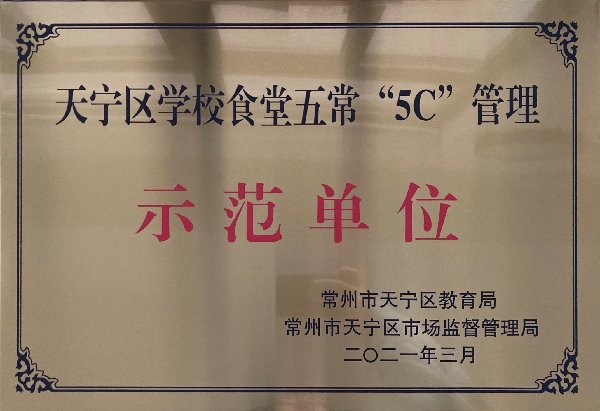 天宁区学校食堂五常“5C”管理
示范单位
常州市天宁区教育局
常州市天宁区市场监督管理局
二〇二一年三月